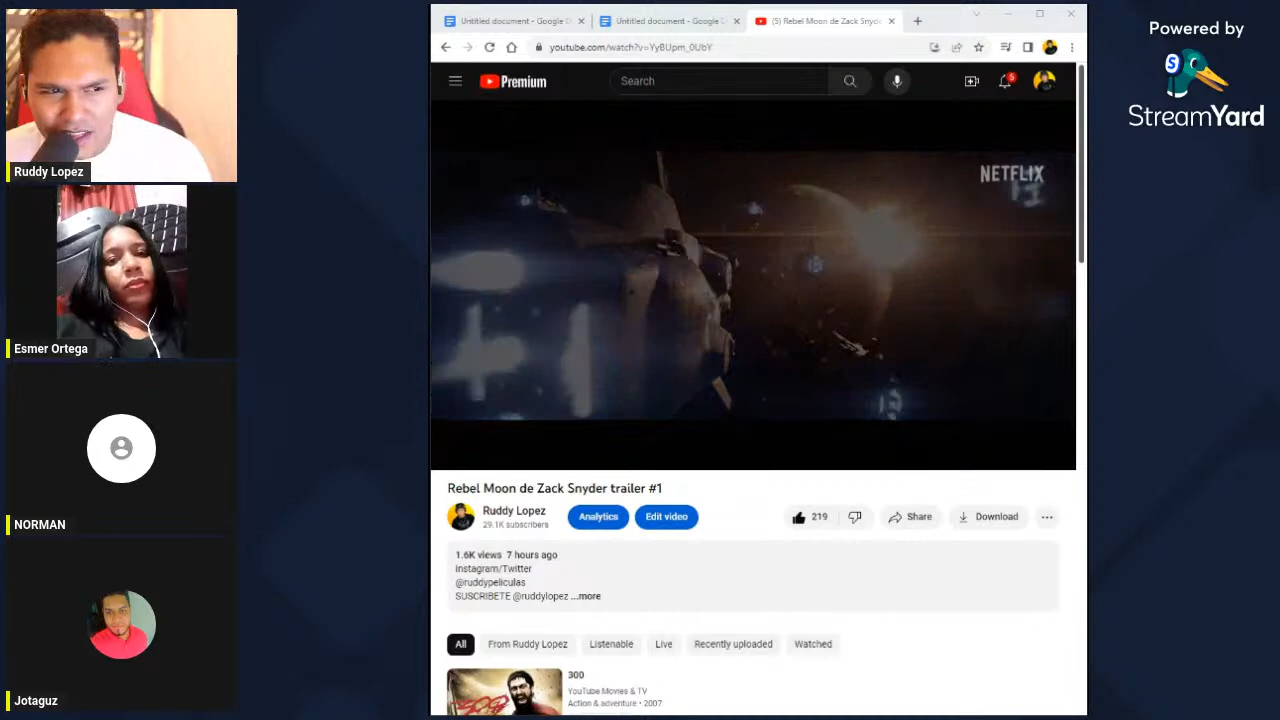 Ruddy Lopez
Esmer Ortega
NORMAN
Jotaguz
Untitled document - Google D
Untitled document - Google
(5) Rebel Moon de Zack Snyde
youtube.com/watch?v=YyBUpm_0UbY
Premium
Search
5
NETFLIX
Rebel Moon de Zack Snyder trailer #1
Ruddy Lopez
29.1K subscribers
Analytics
Edit video
219
Share
Download
1.6K views 7 hours ago
Instagram/Twitter
@ruddypeliculas
SUSCRIBETE @ruddylopez ...more
All
From Ruddy Lopez
Listenable
Live
Recently uploaded
Watched
300
YouTube Movies & TV
Action & adventure • 2007
Powered by
StreamYard